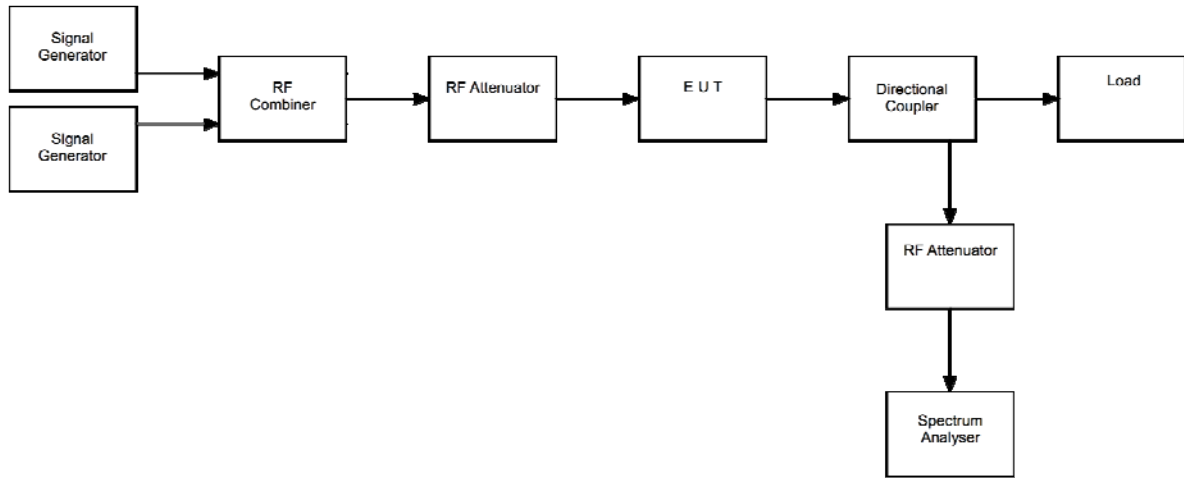 Signal
Generator
Signal
Generator
RF
Combiner
RF Attenuator
E U T
Directional
Coupler
Load
RF Attenuator
Spectrum
Analyser